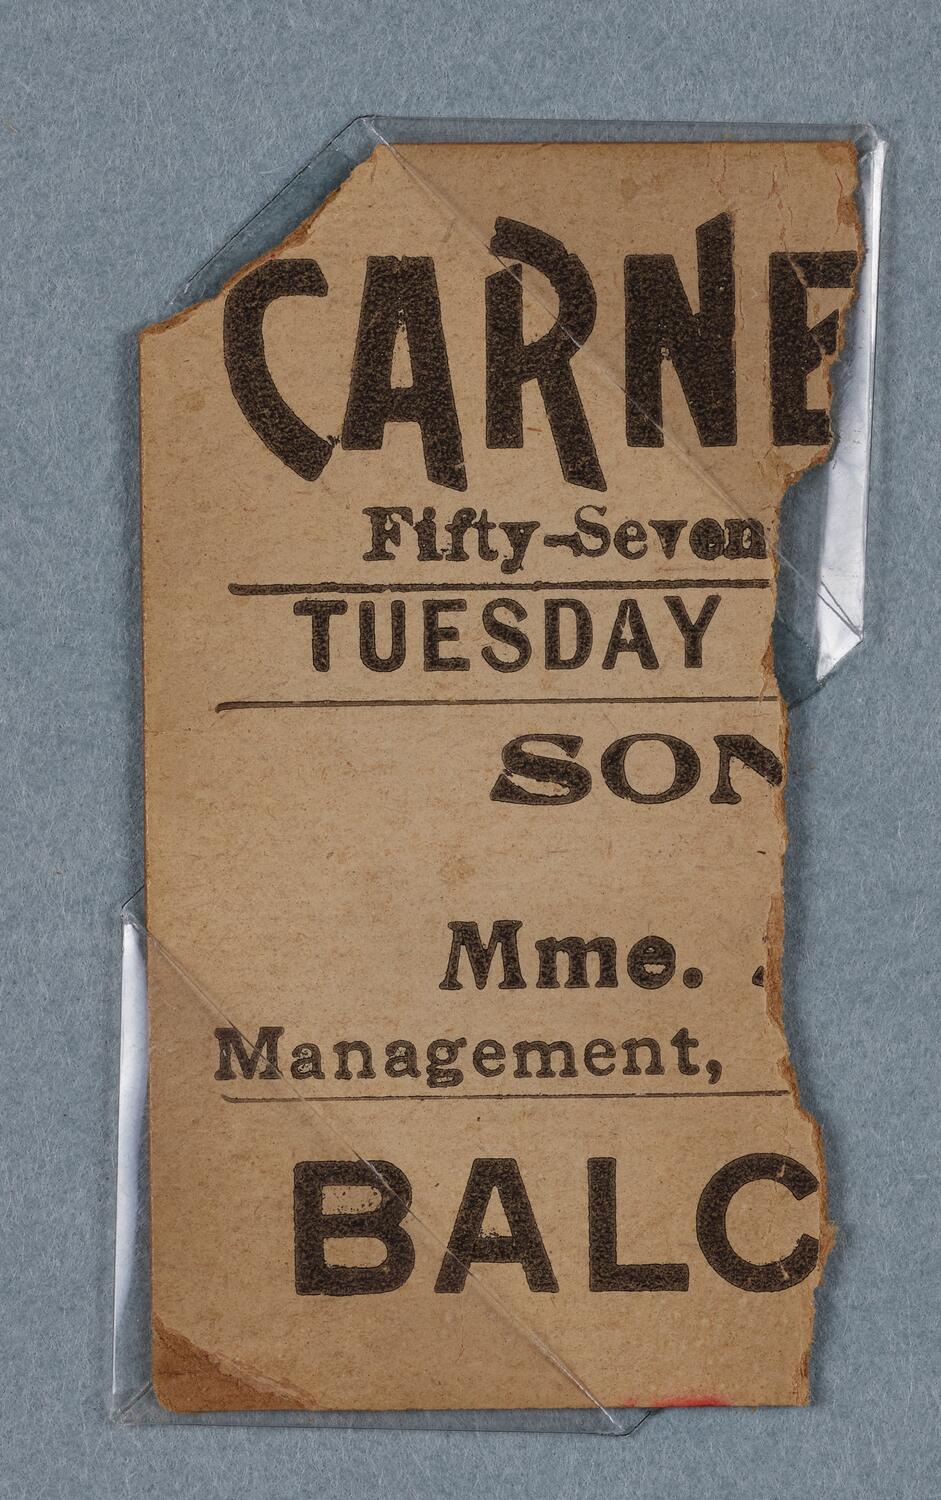 CARNE
Fifty-Seven
TUESDAY
SON
Mme.
Management,
BALC